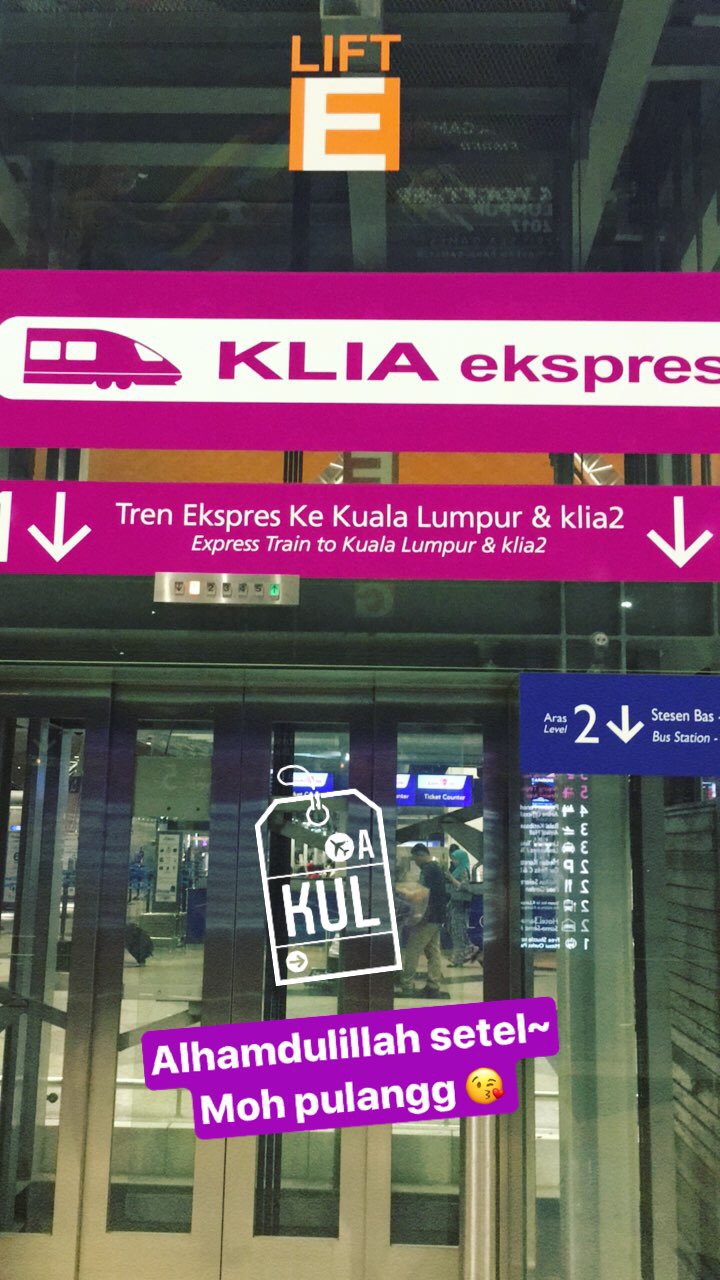 LIFT
E
KLIA ekspres
Tren Ekspres Ke Kuala Lumpur & klia2
Express Train to Kuala Lumpur & klia2
Aras
Level
2
Stesen Bas
Bus Station
Ticket Counter
A
KUL
Alhamdulillah setel~
Moh pulangg 😘